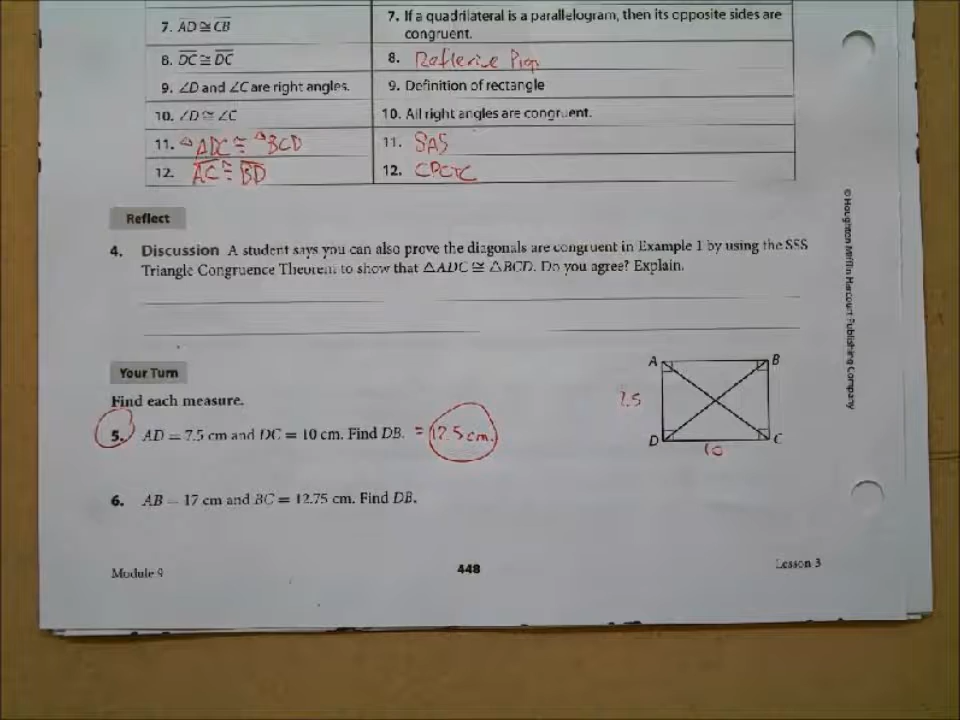 7. AD ≅ CB
7. If a quadrilateral is a parallelogram, then its opposite sides are
congruent.
8. DC ≅ DC
8. Reflexive Prop
9. ∠D and ∠C are right angles.
9. Definition of rectangle
10. ∠D ≅ ∠C
10. All right angles are congruent.
11. △ADC ≅ △BCD
11. SAS
12. AC ≅ BD
12. CPCTC
Reflect
4. Discussion A student says you can also prove the diagonals are congruent in Example 1 by using the SSS
Triangle Congruence Theorem to show that △ADC ≅ △BCD. Do you agree? Explain.
Your Turn
Find each measure.
5. AD = 7.5 cm and DC = 10 cm. Find DB. = 12.5 cm.
6. AB = 17 cm and BC = 12.75 cm. Find DB.
A
B
7.5
D
C
10
Module 9
448
Lesson 3
© Houghton Mifflin Harcourt Publishing Company